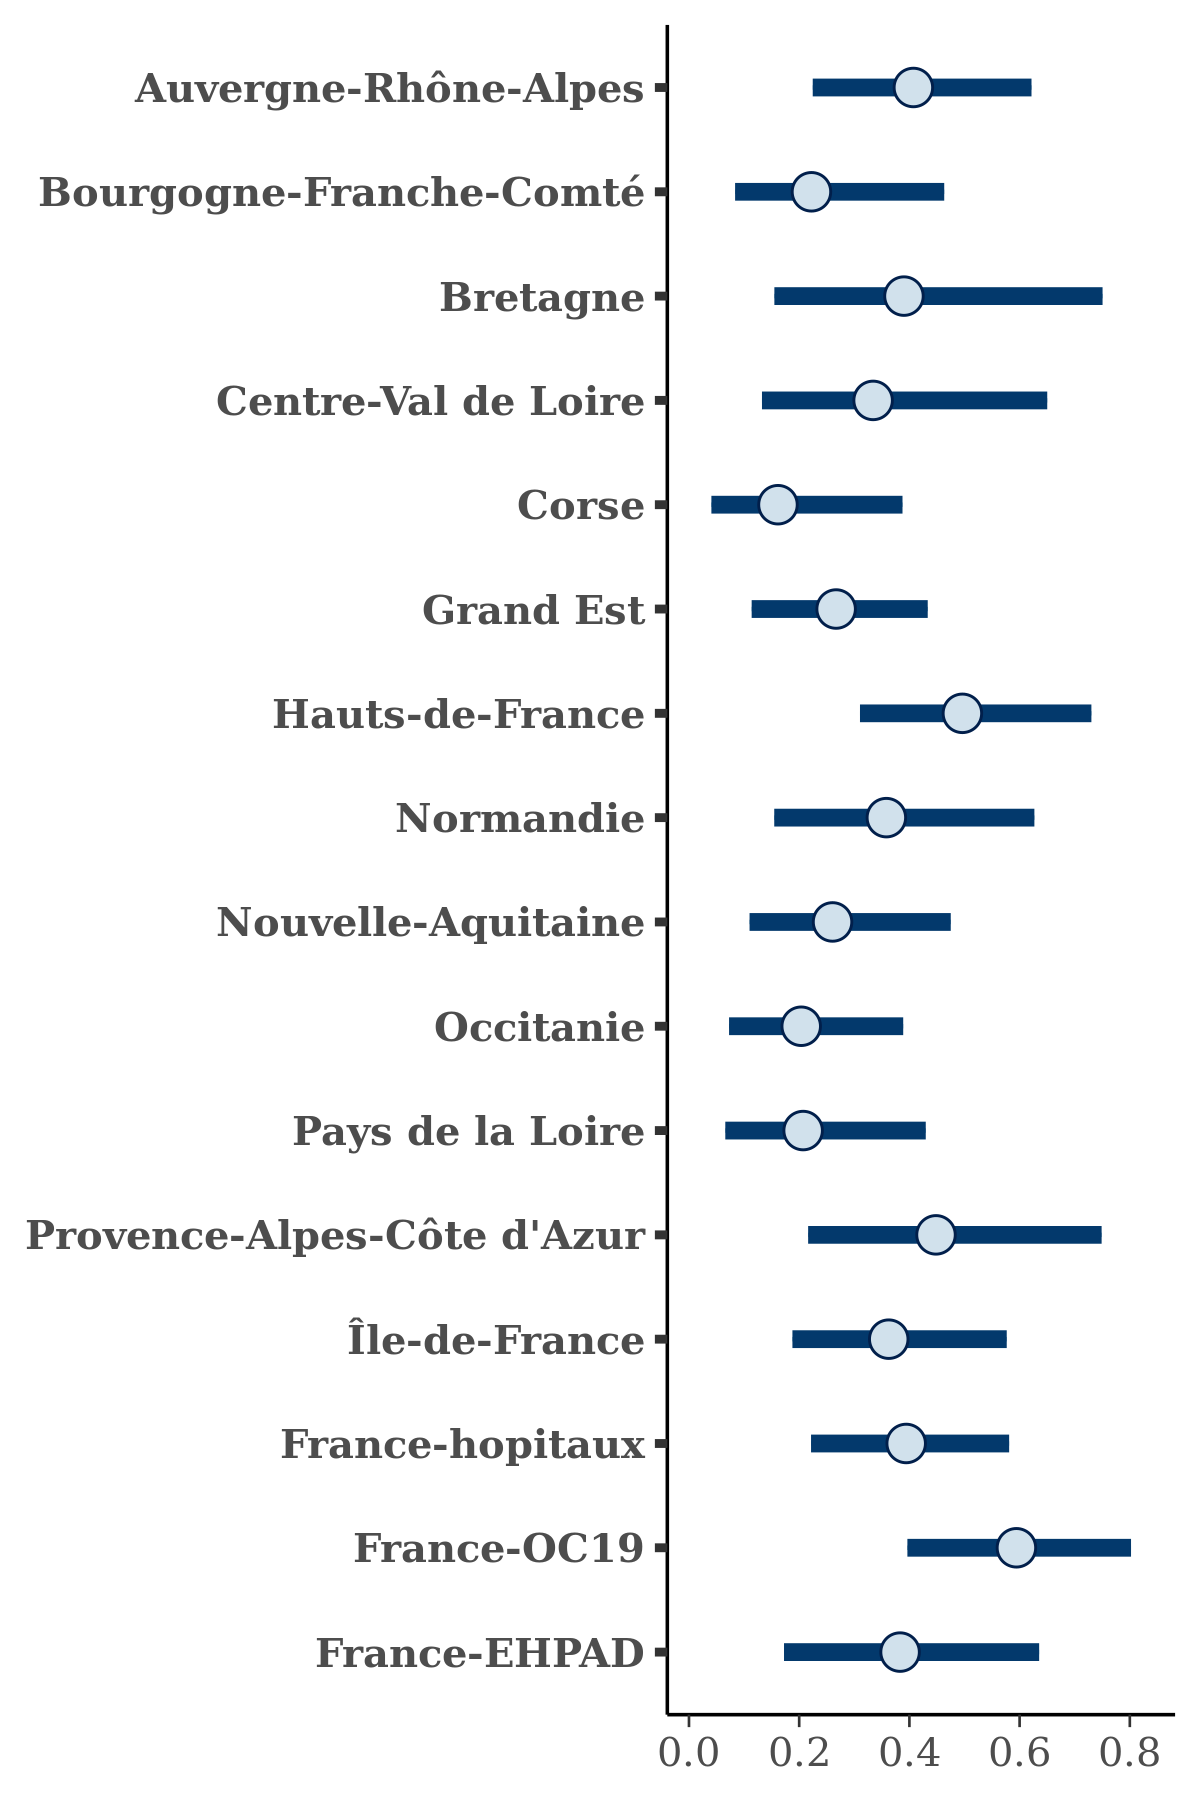 Auvergne-Rhône-Alpes
Bourgogne-Franche-Comté
Bretagne
Centre-Val de Loire
Corse
Grand Est
Hauts-de-France
Normandie
Nouvelle-Aquitaine
Occitanie
Pays de la Loire
Provence-Alpes-Côte d'Azur
Île-de-France
France-hopitaux
France-OC19
France-EHPAD
0.0 0.2 0.4 0.6 0.8